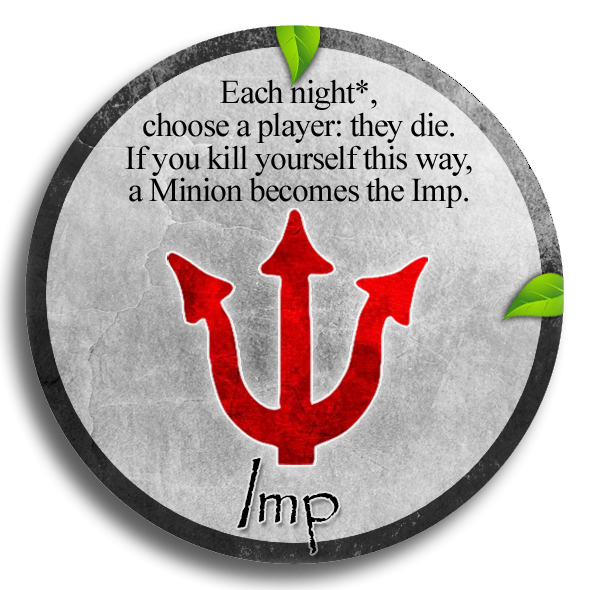 Each night*,
choose a player: they die.
If you kill yourself this way,
a Minion becomes the Imp.
Imp